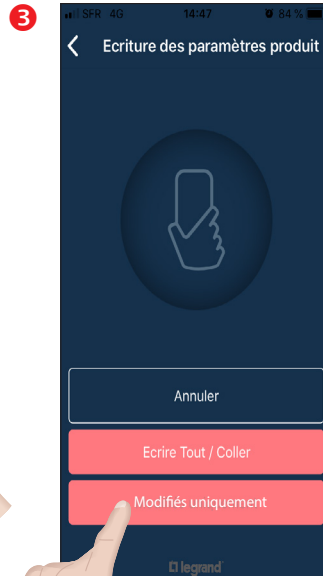 3
SFR 4G 14:47 84 %
Ecriture des paramètres produit
Annuler
Ecrire Tout / Coller
Modifiés uniquement
legrand